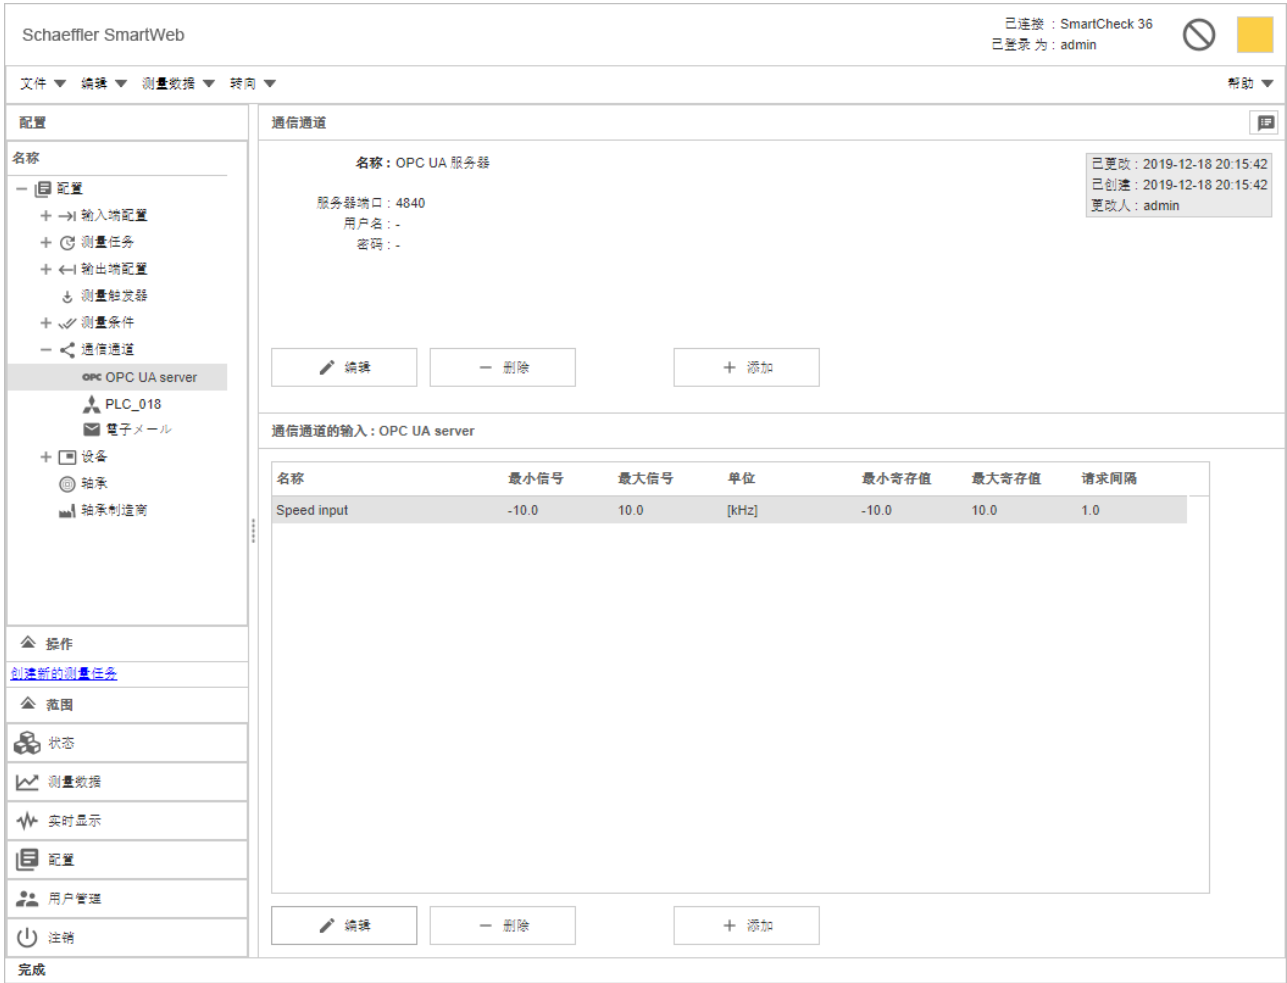 Schaeffler SmartWeb
已连接 : SmartCheck 36
已登录 为 : admin
文件 编辑 测量数据 转向 帮助
配置
名称
配置
输入端配置
测量任务
输出端配置
测量触发器
测量条件
通信通道
OPC OPC UA server
PLC_018
電子メール
设备
轴承
轴承制造商
操作
创建新的测量任务
范围
状态
测量数据
实时显示
配置
用户管理
注销
通信通道
名称 : OPC UA 服务器
服务器端口 : 4840
用户名 : -
密码 : -
已更改 : 2019-12-18 20:15:42
已创建 : 2019-12-18 20:15:42
更改人 : admin
编辑 删除 添加
通信通道的输入 : OPC UA server
名称 最小信号 最大信号 单位 最小寄存值 最大寄存值 请求间隔
Speed input -10.0 10.0 [kHz] -10.0 10.0 1.0
编辑 删除 添加
完成